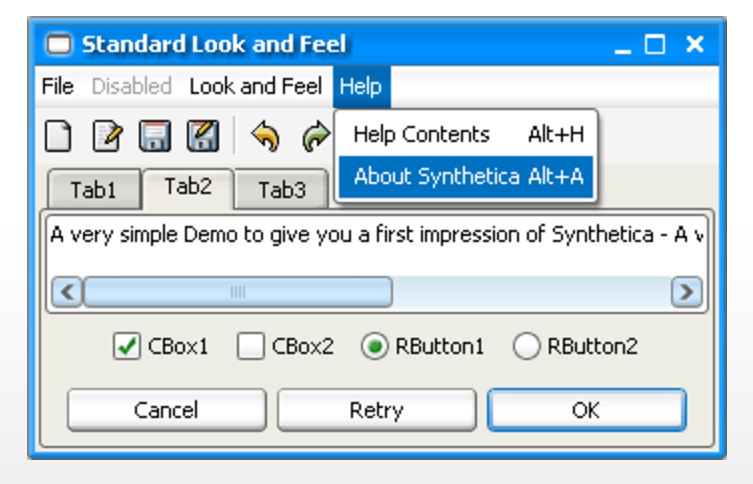 Standard Look and Feel
File Disabled Look and Feel Help
Help Contents Alt+H
About Synthetica Alt+A
Tab1 Tab2 Tab3
A very simple Demo to give you a first impression of Synthetica - A v
CBox1 CBox2 RButton1 RButton2
Cancel Retry OK